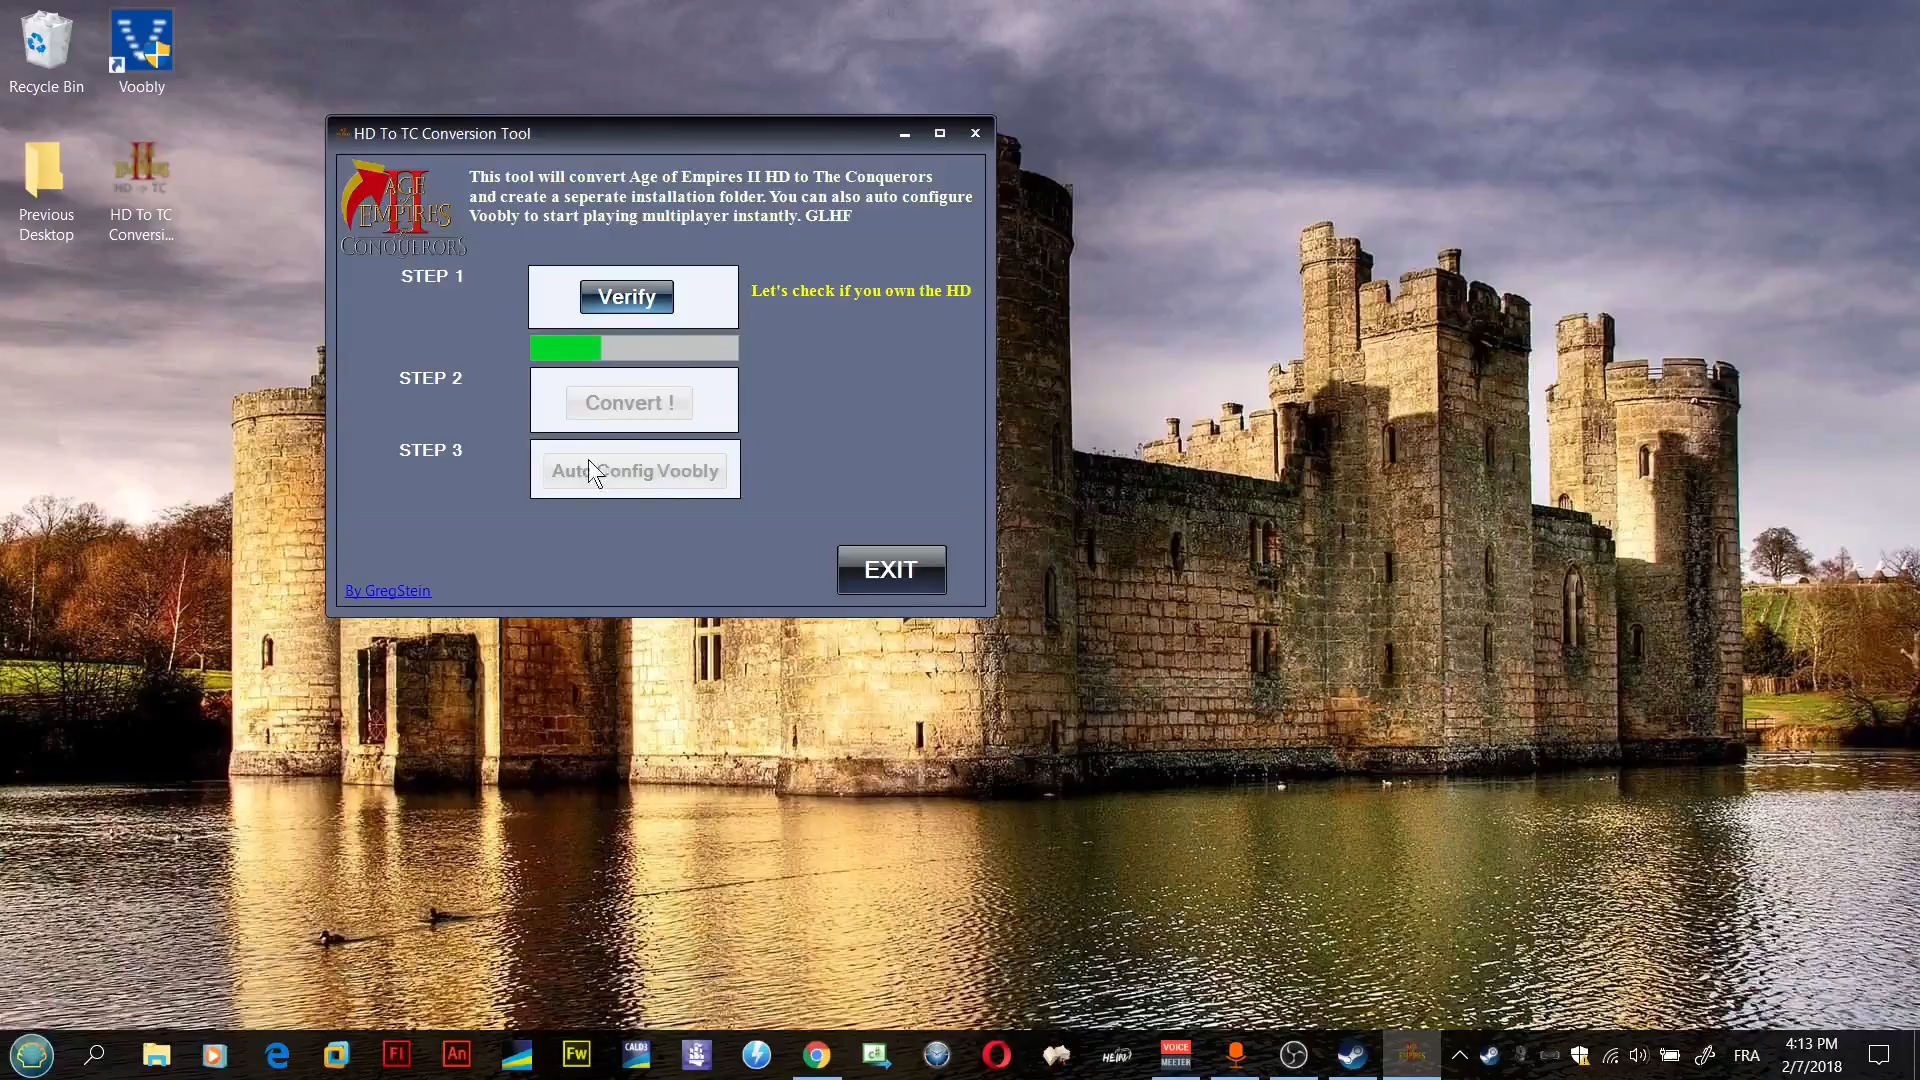 Recycle Bin
Voobly
Previous
Desktop
HD To TC
Conversi...
HD To TC Conversion Tool
AGE
of
EMPIRES
II
CONQUERORS
This tool will convert Age of Empires II HD to The Conquerors
and create a seperate installation folder. You can also auto configure
Voobly to start playing multiplayer instantly. GLHF
STEP 1
Verify
Let's check if you own the HD
STEP 2
Convert !
STEP 3
Auto Config Voobly
EXIT
By GregStein
Fl
An
Fw
CALD3
c#
HEIN
VOICE
MEETER
FRA
4:13 PM
2/7/2018